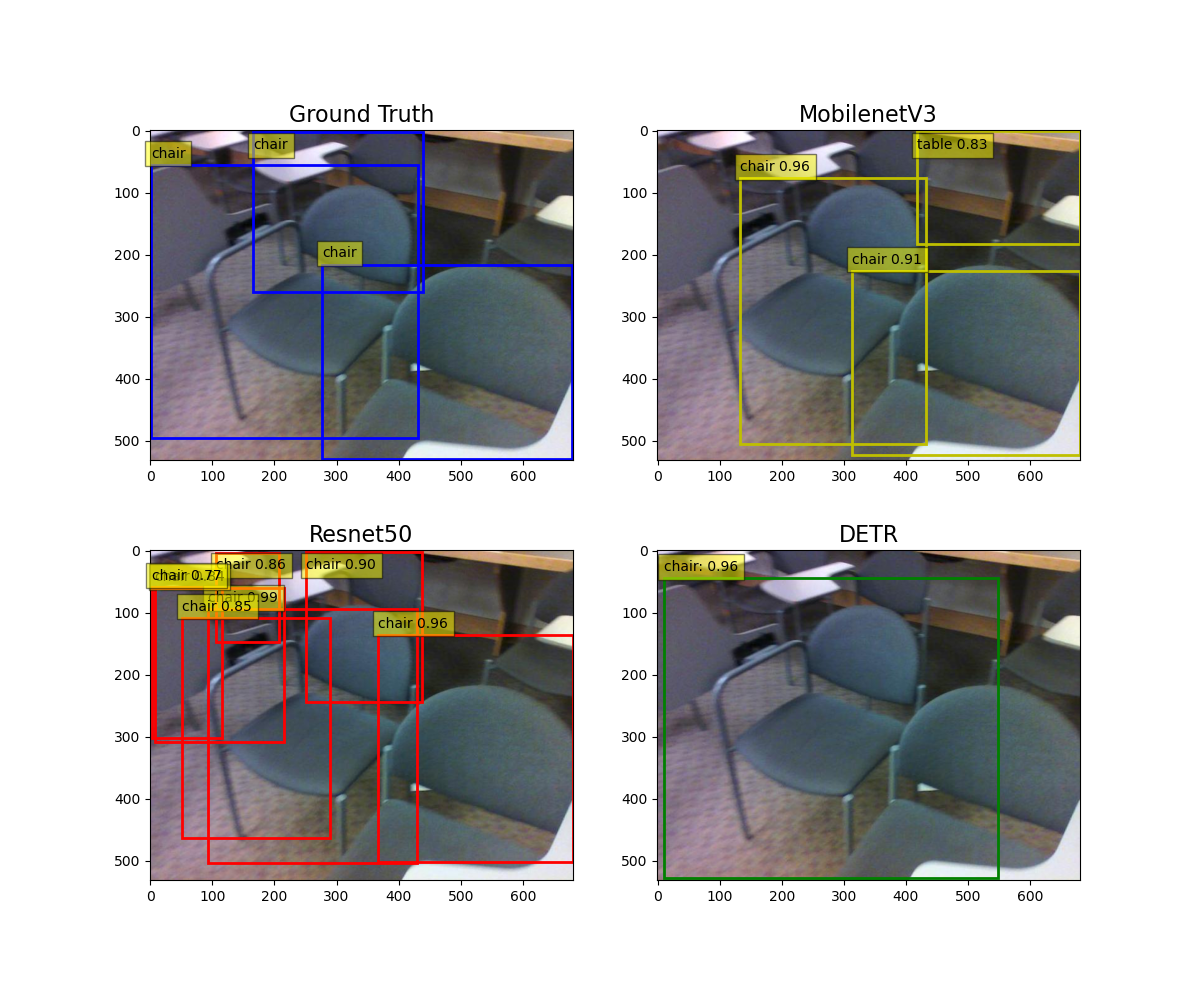 Ground Truth
MobilenetV3
0
100
200
300
400
500
0 100 200 300 400 500 600
chair
chair
chair
0
100
200
300
400
500
0 100 200 300 400 500 600
table 0.83
chair 0.96
chair 0.91
Resnet50
DETR
0
100
200
300
400
500
0 100 200 300 400 500 600
chair 0.86
chair 0.90
chair 0.77
chair 0.99
chair 0.85
chair 0.96
0
100
200
300
400
500
0 100 200 300 400 500 600
chair: 0.96